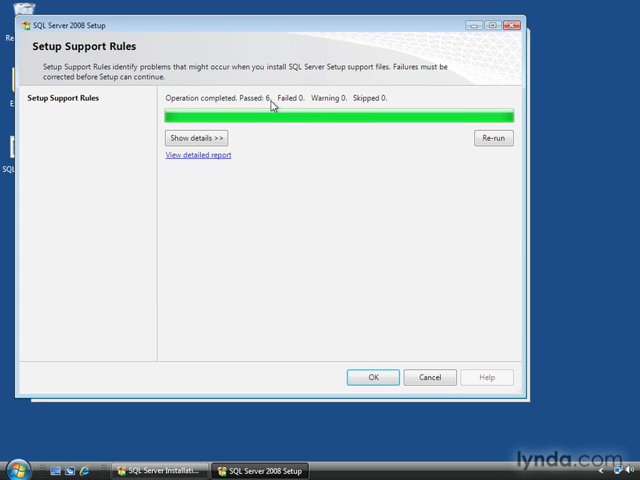 SQL Server 2008 Setup
Setup Support Rules
Setup Support Rules identify problems that might occur when you install SQL Server Setup support files. Failures must be
corrected before Setup can continue.
Setup Support Rules
Operation completed. Passed: 6. Failed 0. Warning 0. Skipped 0.
Show details >>
Re-run
View detailed report
OK
Cancel
Help
Re
E
SQL
SQL Server Installati...
SQL Server 2008 Setup
lynda.com